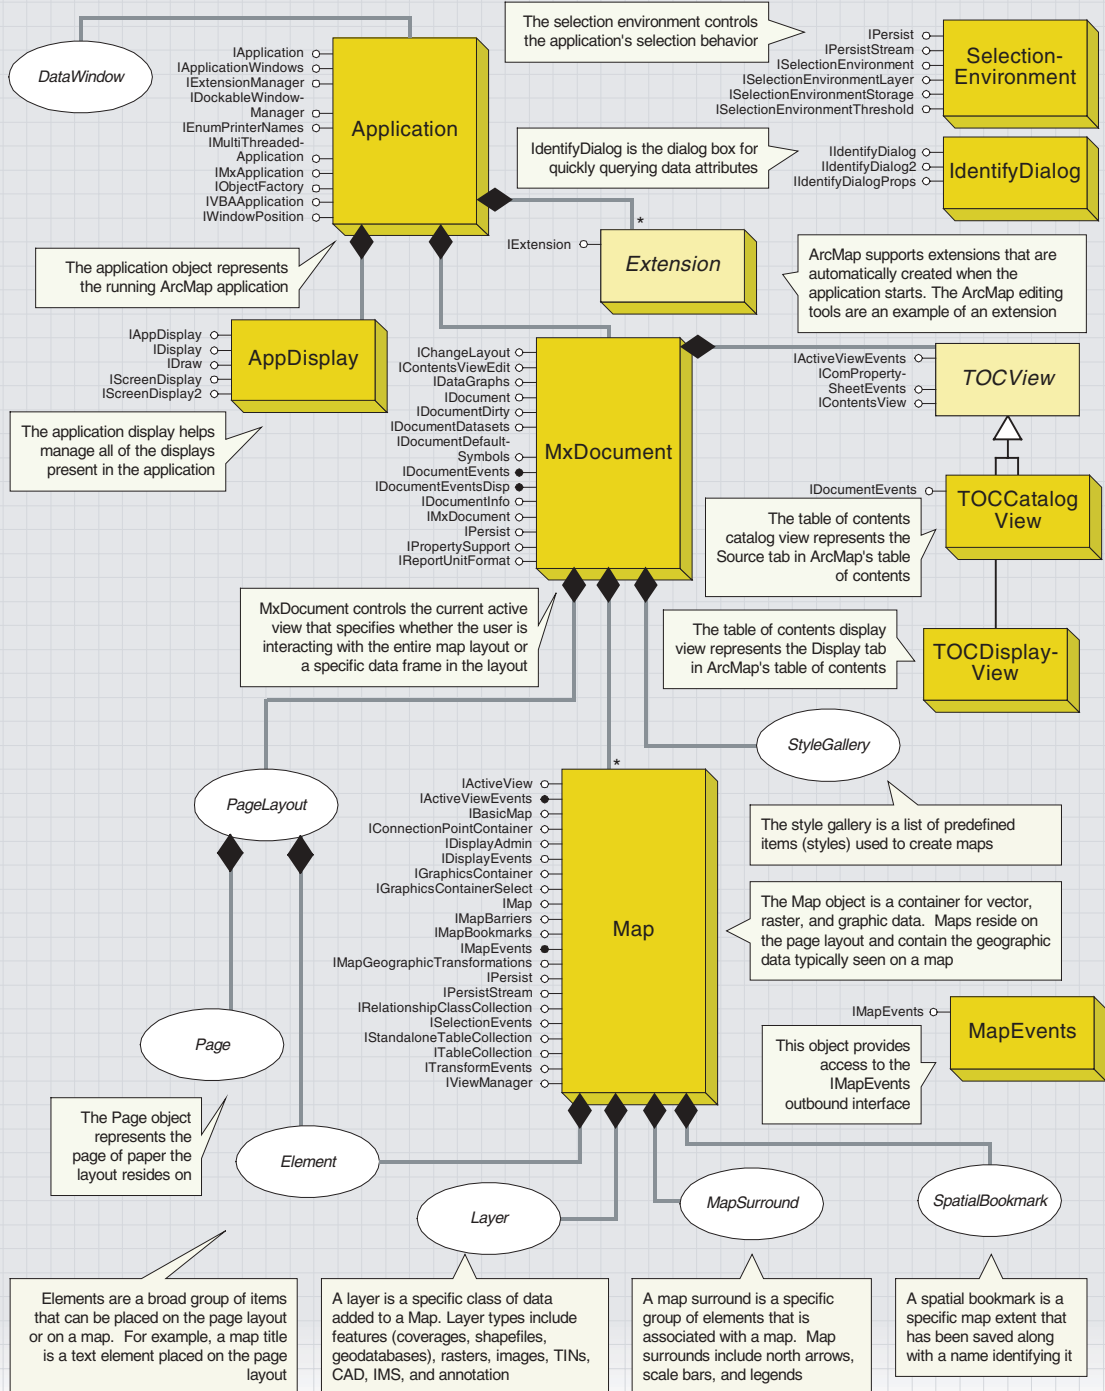 DataWindow
IApplication
IApplicationWindows
IExtensionManager
IDockableWindow-
Manager
IEnumPrinterNames
IMultiThreaded-
Application
IMxApplication
IObjectFactory
IVBAApplication
IWindowPosition
Application
The selection environment controls
the application's selection behavior
IPersist
IPersistStream
ISelectionEnvironment
ISelectionEnvironmentLayer
ISelectionEnvironmentStorage
ISelectionEnvironmentThreshold
Selection-
Environment
IdentifyDialog is the dialog box for
quickly querying data attributes
IIdentifyDialog
IIdentifyDialog2
IIdentifyDialogProps
IdentifyDialog
*
IExtension
Extension
The application object represents
the running ArcMap application
ArcMap supports extensions that are
automatically created when the
application starts. The ArcMap editing
tools are an example of an extension
IAppDisplay
IDisplay
IDraw
IScreenDisplay
IScreenDisplay2
AppDisplay
The application display helps
manage all of the displays
present in the application
IChangeLayout
IContentsViewEdit
IDataGraphs
IDocument
IDocumentDirty
IDocumentDatasets
IDocumentDefault-
Symbols
IDocumentEvents
IDocumentEventsDisp
IDocumentInfo
IMxDocument
IPersist
IPropertySupport
IReportUnitFormat
MxDocument
IActiveViewEvents
IComProperty-
SheetEvents
IContentsView
TOCView
IDocumentEvents
TOCCatalog
View
The table of contents
catalog view represents the
Source tab in ArcMap's table
of contents
MxDocument controls the current active
view that specifies whether the user is
interacting with the entire map layout or
a specific data frame in the layout
The table of contents display
view represents the Display tab
in ArcMap's table of contents
TOCDisplay-
View
StyleGallery
The style gallery is a list of predefined
items (styles) used to create maps
PageLayout
*
IActiveView
IActiveViewEvents
IBasicMap
IConnectionPointContainer
IDisplayAdmin
IDisplayEvents
IGraphicsContainer
IGraphicsContainerSelect
IMap
IMapBarriers
IMapBookmarks
IMapEvents
IMapGeographicTransformations
IPersist
IPersistStream
IRelationshipClassCollection
ISelectionEvents
IStandaloneTableCollection
ITableCollection
ITransformEvents
IViewManager
Map
The Map object is a container for vector,
raster, and graphic data.  Maps reside on
the page layout and contain the geographic
data typically seen on a map
IMapEvents
MapEvents
This object provides
access to the
IMapEvents
outbound interface
Page
The Page object
represents the
page of paper the
layout resides on
Element
Layer
MapSurround
SpatialBookmark
Elements are a broad group of items
that can be placed on the page layout
or on a map.  For example, a map title
is a text element placed on the page
layout
A layer is a specific class of data
added to a Map. Layer types include
features (coverages, shapefiles,
geodatabases), rasters, images, TINs,
CAD, IMS, and annotation
A map surround is a specific
group of elements that is
associated with a map.  Map
surrounds include north arrows,
scale bars, and legends
A spatial bookmark is a
specific map extent that
has been saved along
with a name identifying it